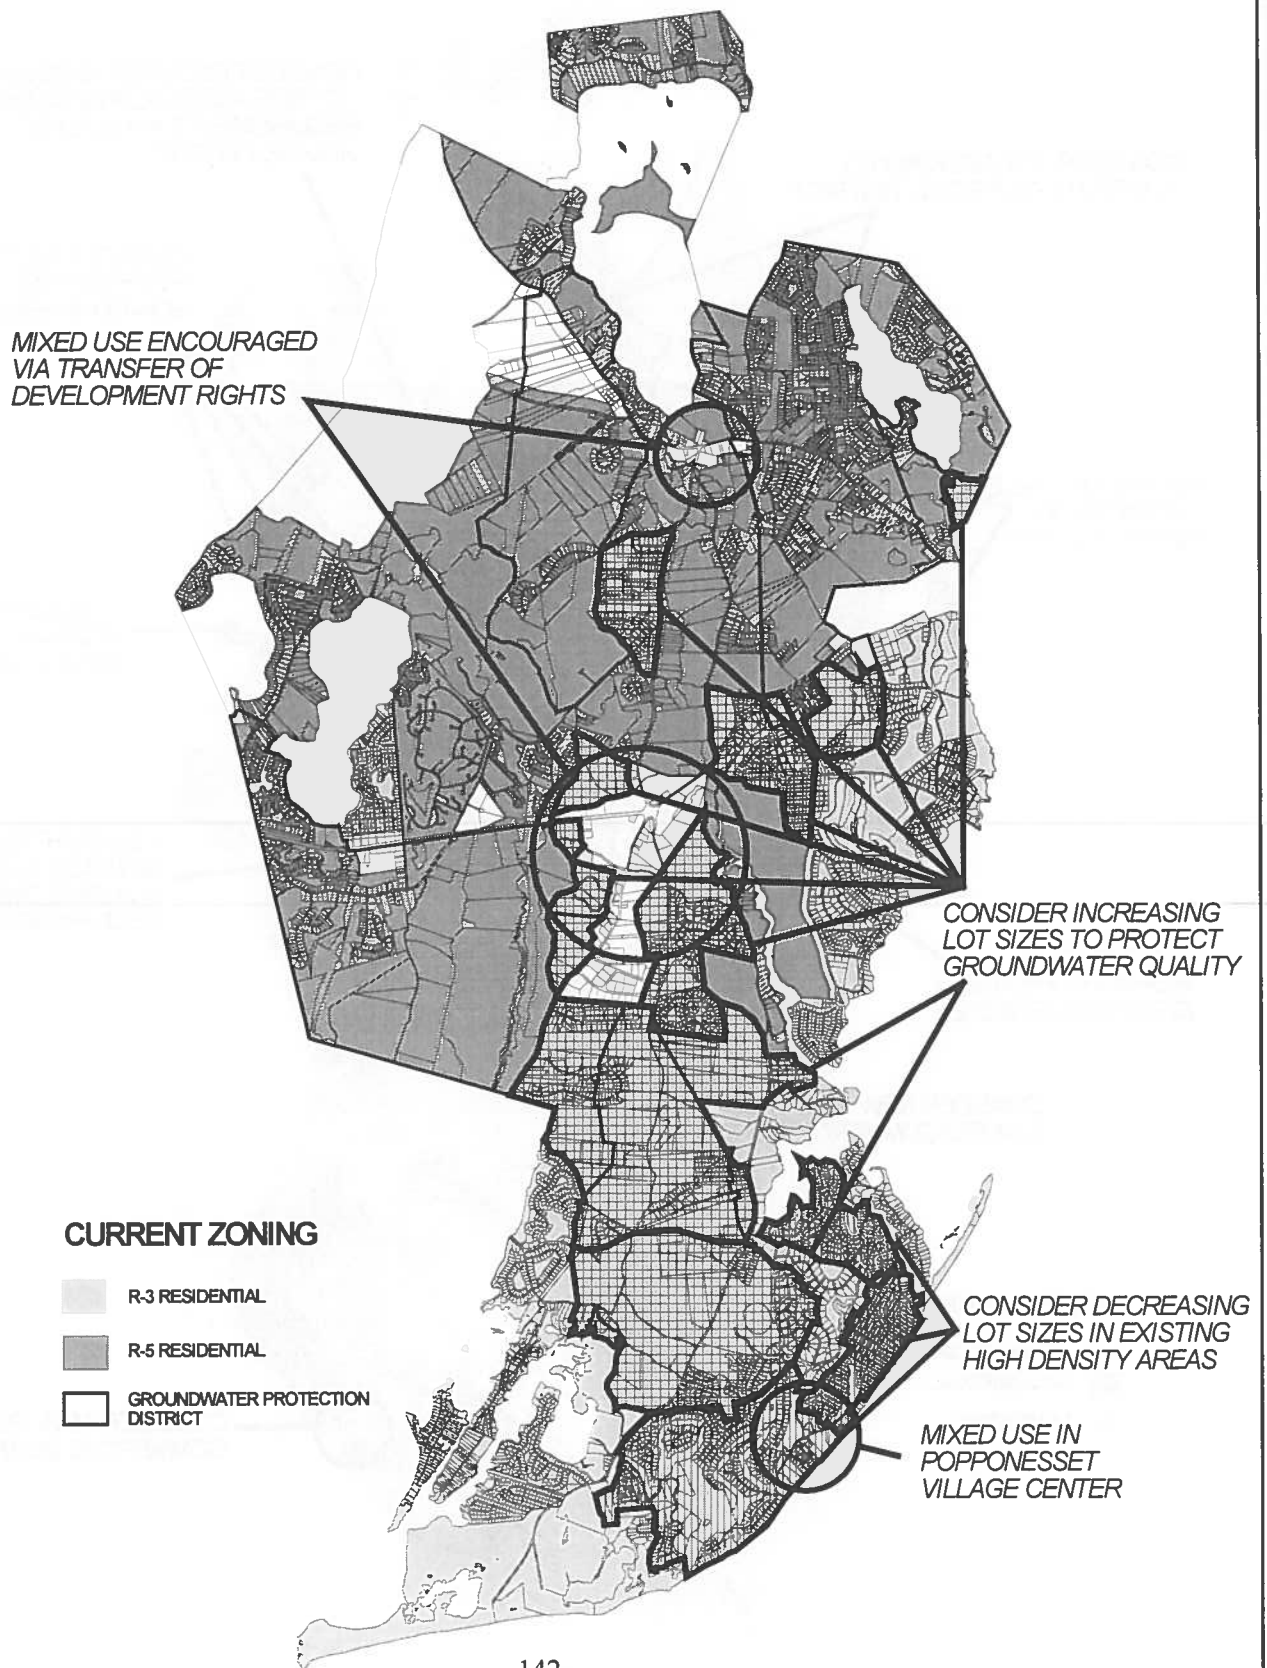 MIXED USE ENCOURAGED
VIA TRANSFER OF
DEVELOPMENT RIGHTS
CONSIDER INCREASING
LOT SIZES TO PROTECT
GROUNDWATER QUALITY
CURRENT ZONING
R-3 RESIDENTIAL
R-5 RESIDENTIAL
GROUNDWATER PROTECTION
DISTRICT
CONSIDER DECREASING
LOT SIZES IN EXISTING
HIGH DENSITY AREAS
MIXED USE IN
POPPONESSET
VILLAGE CENTER
142